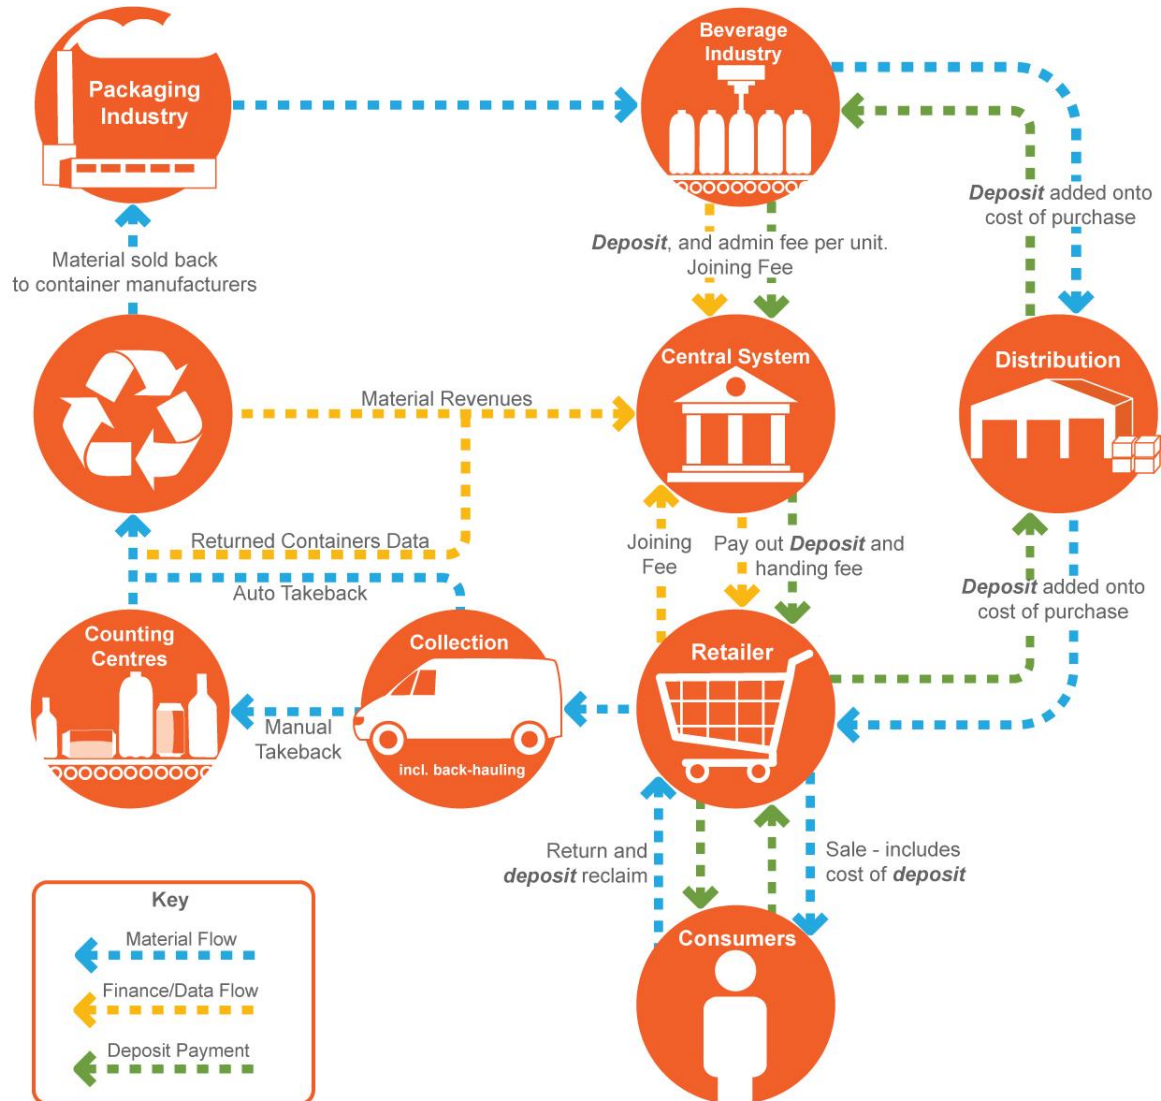 Packaging
Industry
Beverage
Industry
Deposit added onto
cost of purchase
Deposit, and admin fee per unit.
Joining Fee
Material sold back
to container manufacturers
Central System
Distribution
Material Revenues
Returned Containers Data
Auto Takeback
Joining
Fee
Pay out Deposit and
handing fee
Deposit added onto
cost of purchase
Counting
Centres
Collection
incl. back-hauling
Retailer
Manual
Takeback
Return and
deposit reclaim
Sale - includes
cost of deposit
Consumers
Key
Material Flow
Finance/Data Flow
Deposit Payment